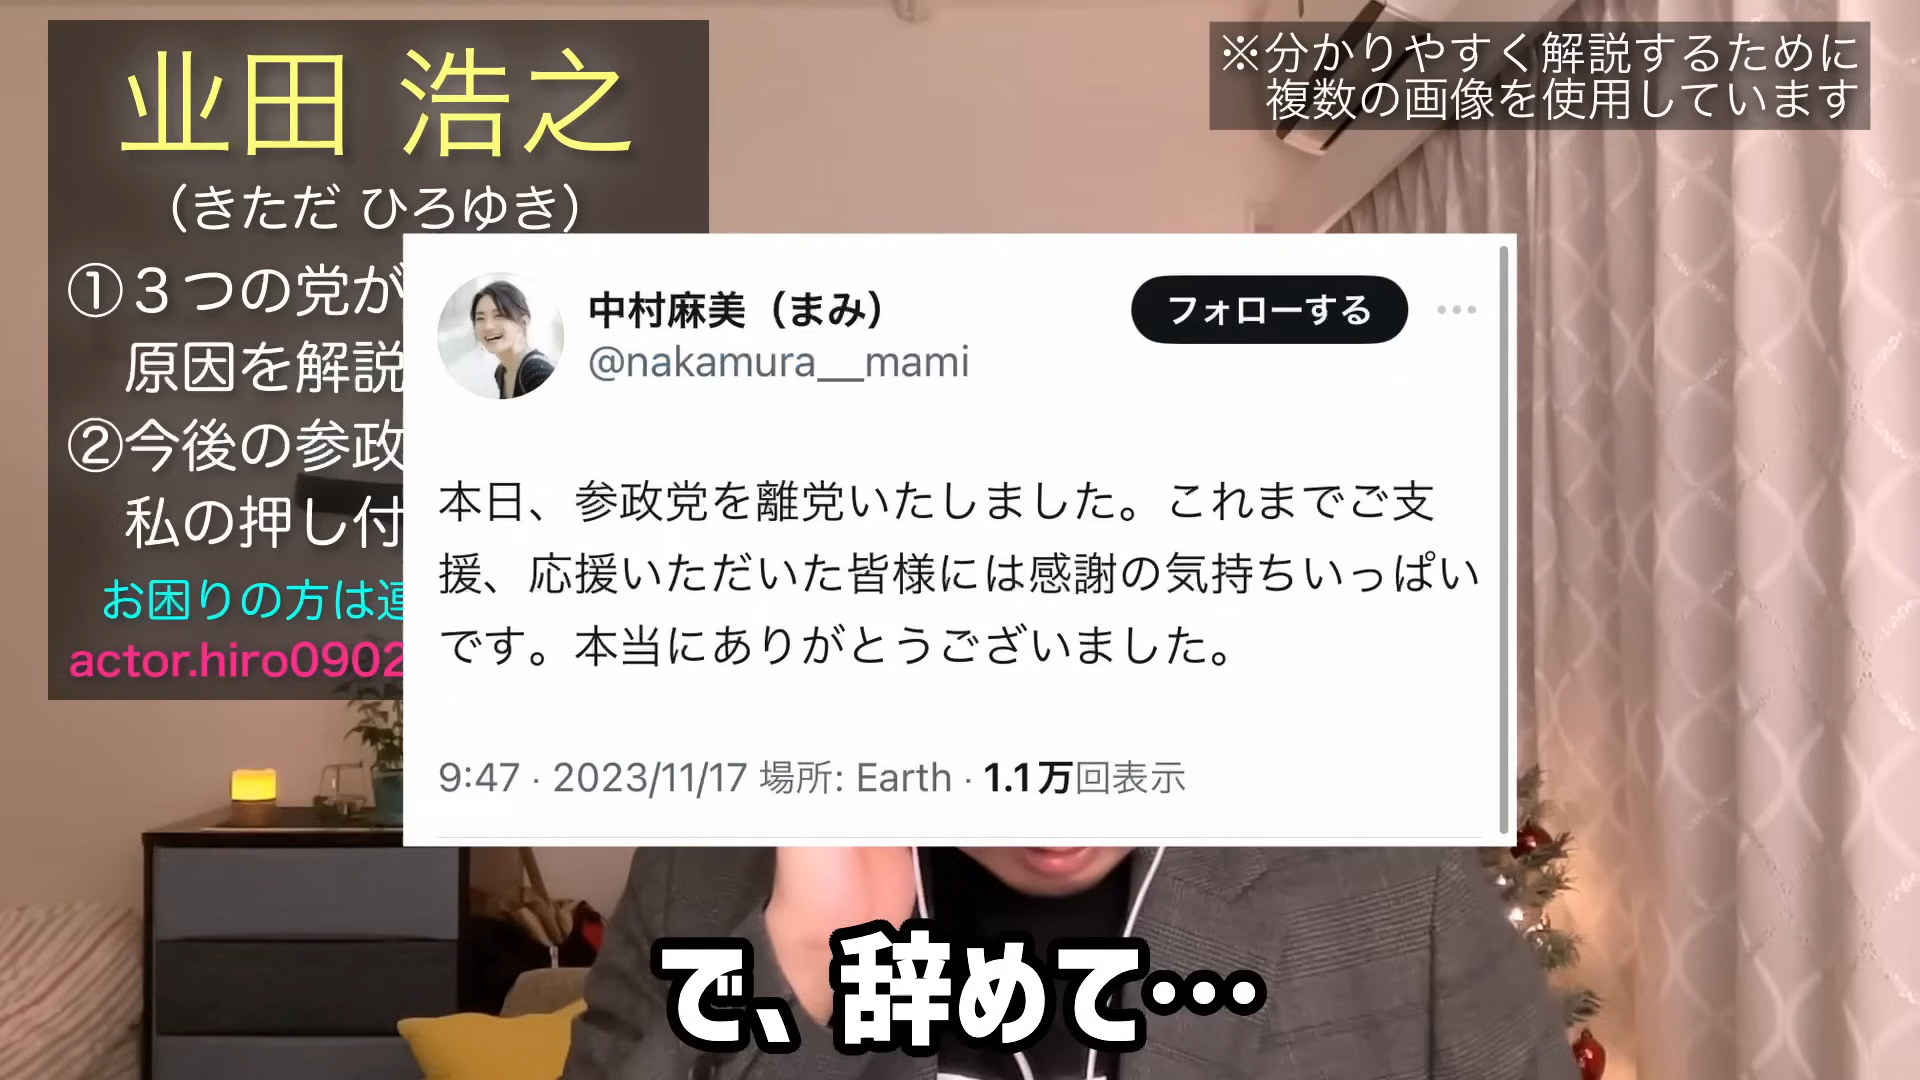 业田 浩之
（きただ ひろゆき）
①３つの党が
原因を解説
②今後の参政
私の押し付
お困りの方は連
actor.hiro0902
※分かりやすく解説するために
複数の画像を使用しています
中村麻美（まみ）
@nakamura__mami
フォローする
本日、参政党を離党いたしました。これまでご支
援、応援いただいた皆様には感謝の気持ちいっぱい
です。本当にありがとうございました。
9:47 · 2023/11/17 場所: Earth · 1.1万回表示
で、辞めて…